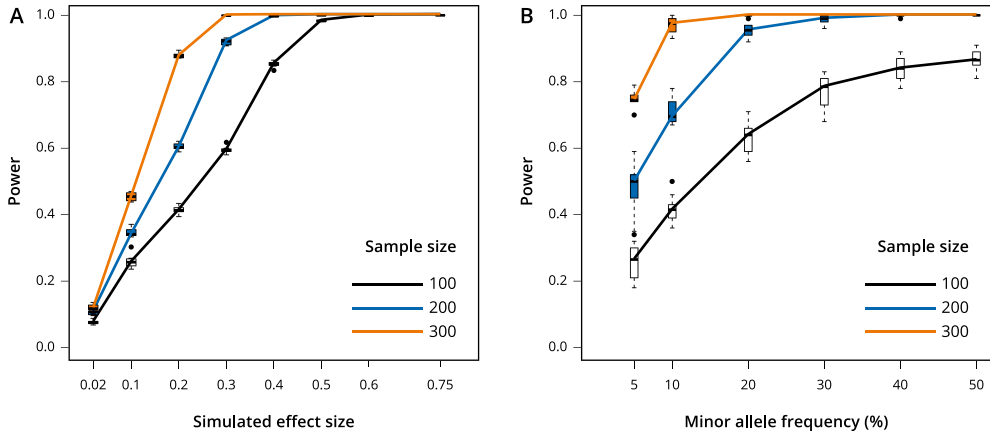 A
Power
1.0
0.8
0.6
0.4
0.2
0.0
Sample size
100
200
300
0.02 0.1 0.2 0.3 0.4 0.5 0.6 0.75
Simulated effect size
B
Power
1.0
0.8
0.6
0.4
0.2
0.0
Sample size
100
200
300
5 10 20 30 40 50
Minor allele frequency (%)